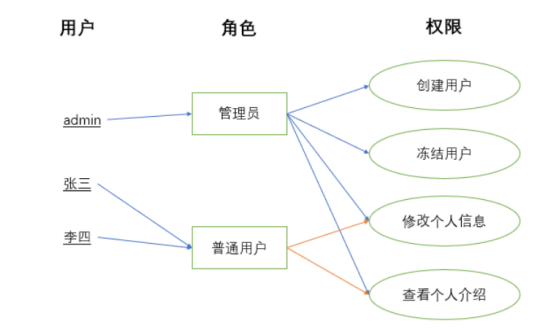 用户
角色
权限
创建用户
管理员
admin
冻结用户
张三
修改个人信息
李四
普通用户
查看个人介绍